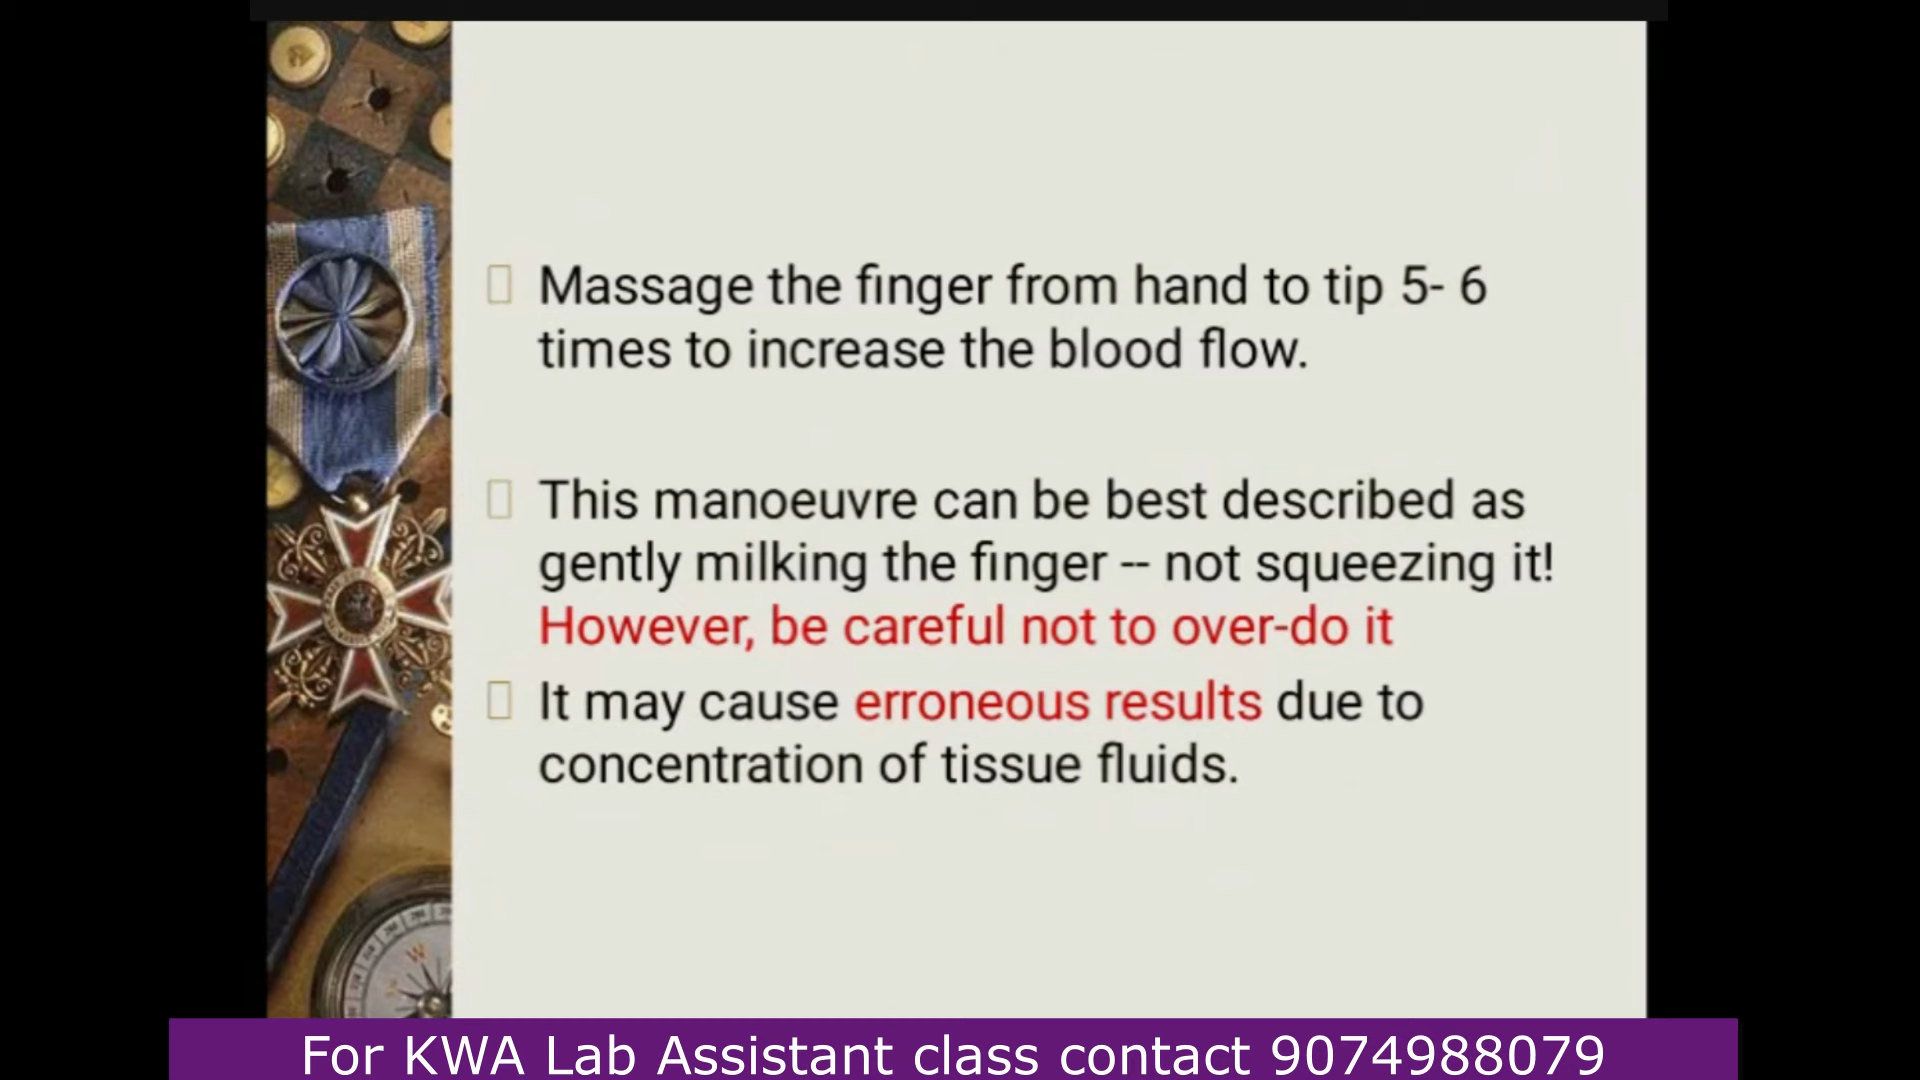 Massage the finger from hand to tip 5- 6
times to increase the blood flow.
This manoeuvre can be best described as
gently milking the finger -- not squeezing it!
However, be careful not to over-do it
It may cause erroneous results due to
concentration of tissue fluids.
For KWA Lab Assistant class contact 9074988079